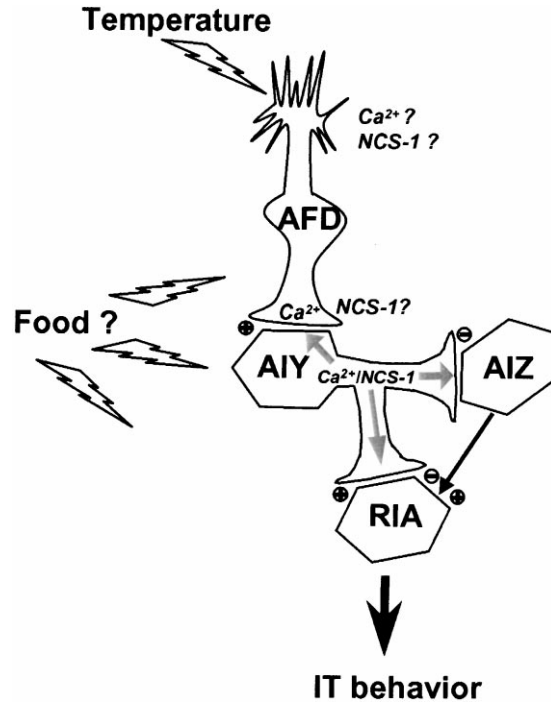 Temperature
Ca²⁺ ?
NCS-1 ?
AFD
Ca²⁺ NCS-1?
Food ?
+
−
AIY
Ca²⁺/NCS-1
AIZ
+
−
+
RIA
IT behavior